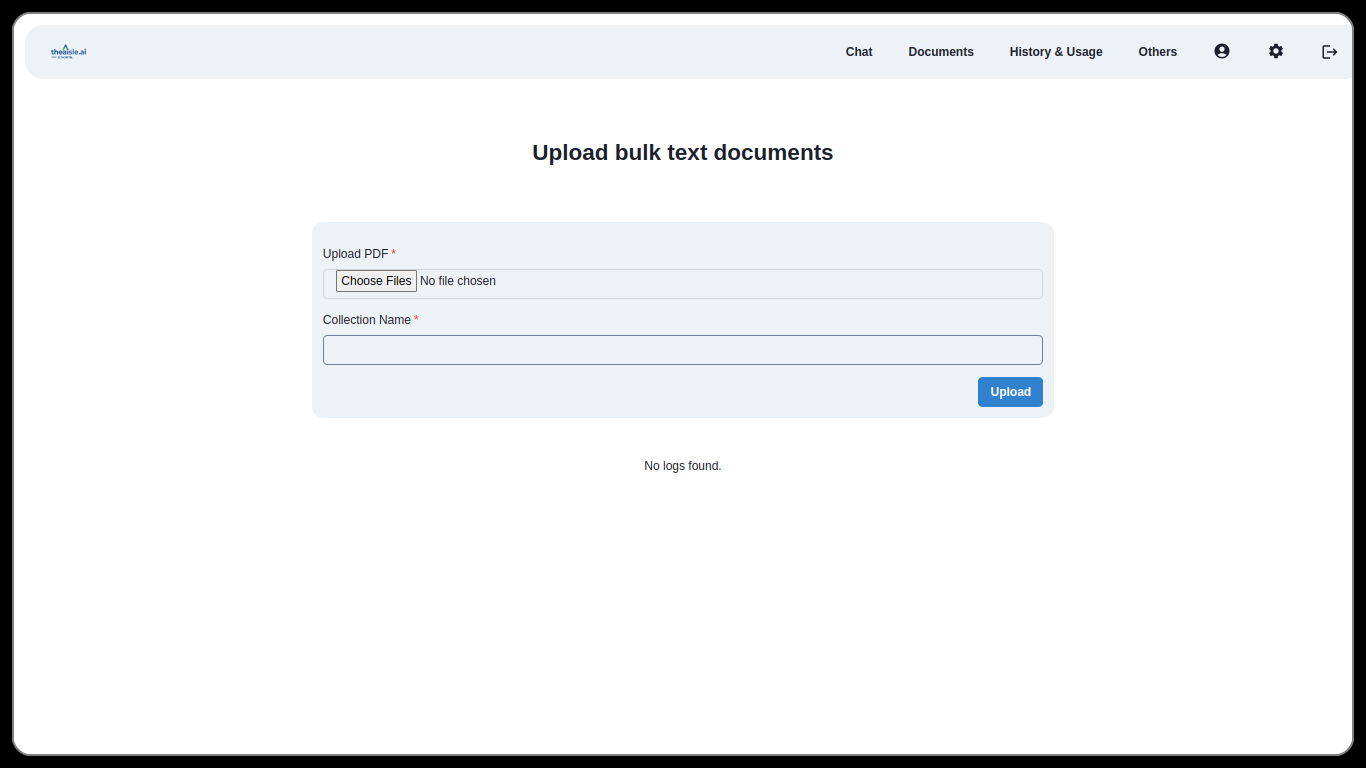 theaisle.ai
Chat Documents History & Usage Others
Upload bulk text documents
Upload PDF *
Choose Files No file chosen
Collection Name *
Upload
No logs found.